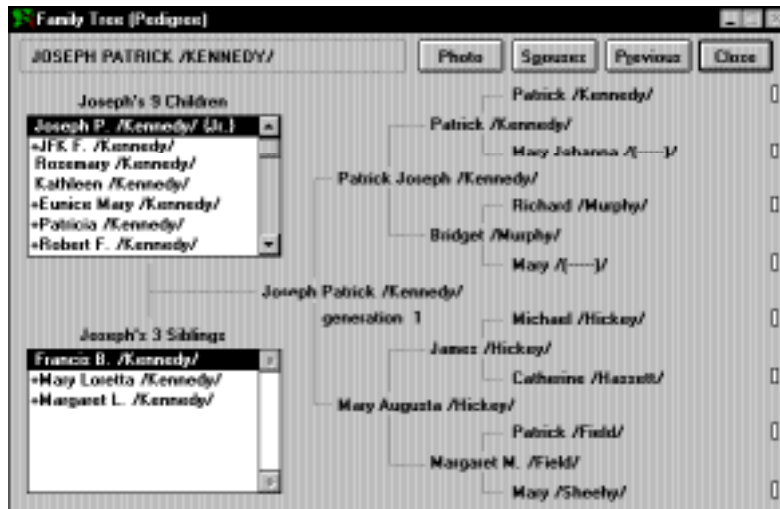 Family Tree (Pedigree)
JOSEPH PATRICK /KENNEDY/
Photo
Spouses
Previous
Close
Joseph's 9 Children
Joseph P. /Kennedy/ (Jr.)
+JFK F. /Kennedy/
Rosemary /Kennedy/
Kathleen /Kennedy/
+Eunice Mary /Kennedy/
+Patricia /Kennedy/
+Robert F. /Kennedy/
Joseph's 3 Siblings
Francis B. /Kennedy/
+Mary Loretta /Kennedy/
+Margaret L. /Kennedy/
Joseph Patrick /Kennedy/
generation 1
Patrick Joseph /Kennedy/
Mary Augusta /Hickey/
Patrick /Kennedy/
Bridget /Murphy/
James /Hickey/
Margaret M. /Field/
Patrick /Kennedy/
Mary Johanna /(----)/
Richard /Murphy/
Mary /(----)/
Michael /Hickey/
Catherine /Hassett/
Patrick /Field/
Mary /Sheehy/